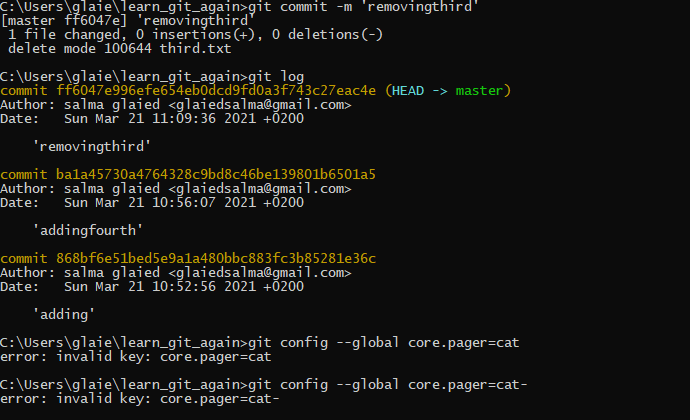 C:\Users\glaie\learn_git_again>git commit -m 'removingthird'
[master ff6047e] 'removingthird'
1 file changed, 0 insertions(+), 0 deletions(-)
delete mode 100644 third.txt
C:\Users\glaie\learn_git_again>git log
commit ff6047e996efe654eb0dcd9fd0a3f743c27eac4e (HEAD -> master)
Author: salma glaied <glaiedsalma@gmail.com>
Date:   Sun Mar 21 11:09:36 2021 +0200
'removingthird'
commit ba1a45730a4764328c9bd8c46be139801b6501a5
Author: salma glaied <glaiedsalma@gmail.com>
Date:   Sun Mar 21 10:56:07 2021 +0200
'addingfourth'
commit 868bf6e51bed5e9a1a480bbc883fc3b85281e36c
Author: salma glaied <glaiedsalma@gmail.com>
Date:   Sun Mar 21 10:52:56 2021 +0200
'adding'
C:\Users\glaie\learn_git_again>git config --global core.pager=cat
error: invalid key: core.pager=cat
C:\Users\glaie\learn_git_again>git config --global core.pager=cat-
error: invalid key: core.pager=cat-